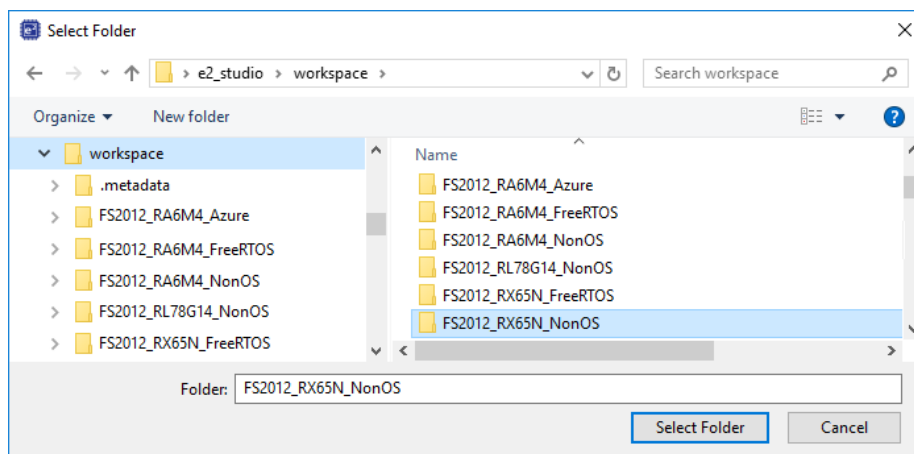 Select Folder
e2_studio > workspace >
Search workspace
Organize
New folder
workspace
.metadata
FS2012_RA6M4_Azure
FS2012_RA6M4_FreeRTOS
FS2012_RA6M4_NonOS
FS2012_RL78G14_NonOS
FS2012_RX65N_FreeRTOS
Name
FS2012_RA6M4_Azure
FS2012_RA6M4_FreeRTOS
FS2012_RA6M4_NonOS
FS2012_RL78G14_NonOS
FS2012_RX65N_FreeRTOS
FS2012_RX65N_NonOS
Folder: FS2012_RX65N_NonOS
Select Folder
Cancel